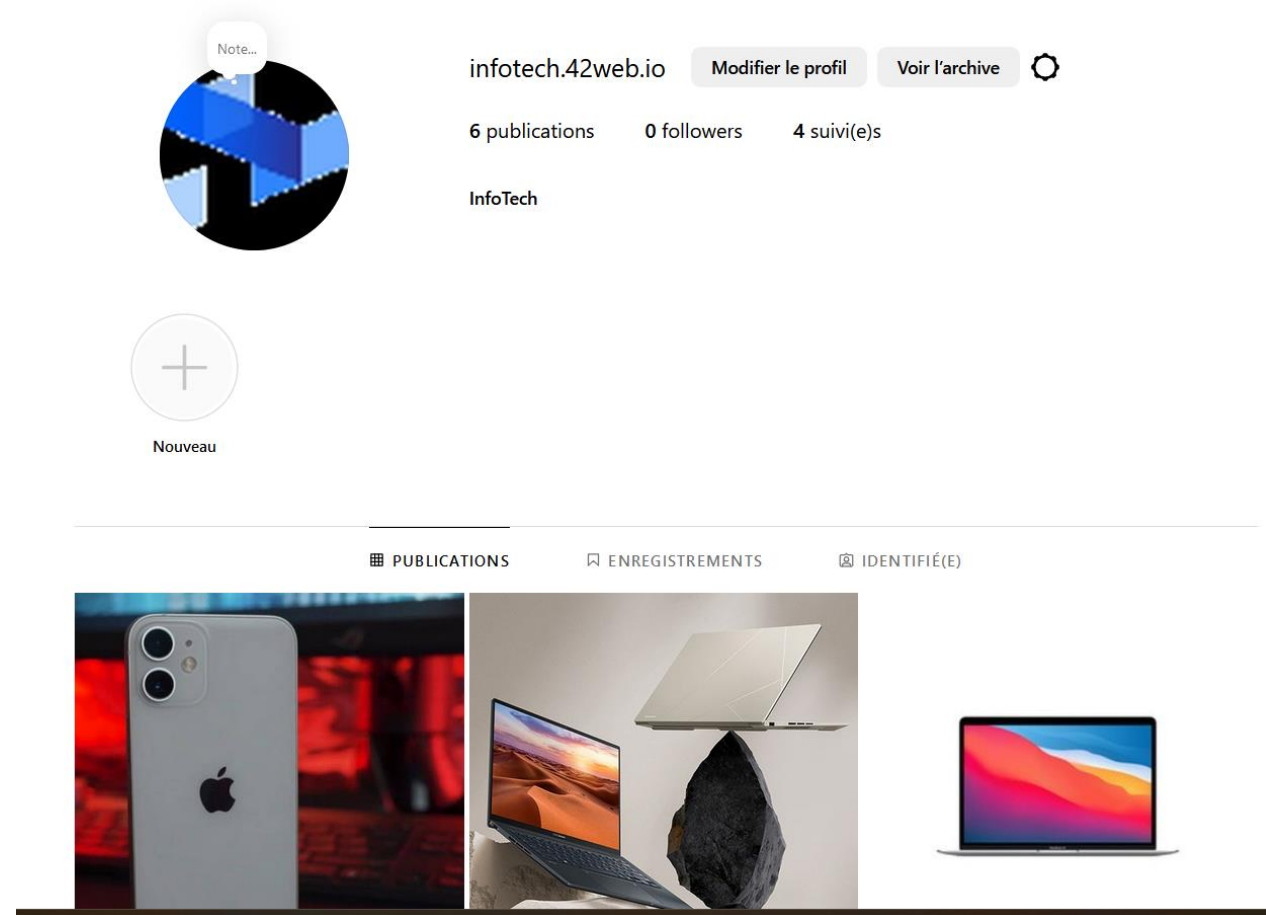 Note...
infotech.42web.io Modifier le profil Voir l'archive
6 publications 0 followers 4 suivi(e)s
InfoTech
Nouveau
PUBLICATIONS ENREGISTREMENTS IDENTIFIÉ(E)